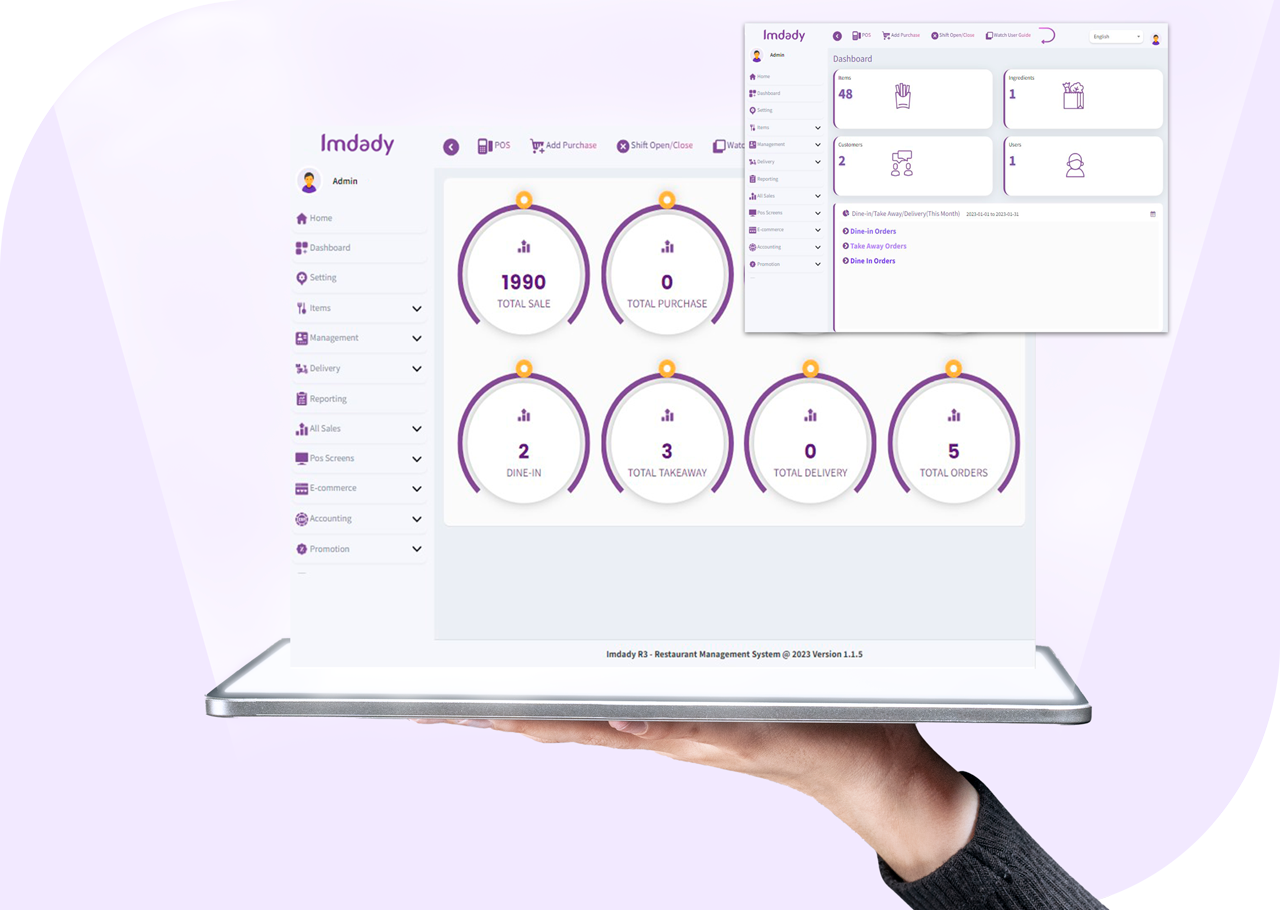 Imdady
POS
Add Purchase
Shift Open/Close
Watc
Admin
Home
Dashboard
Setting
Items
Management
Delivery
Reporting
All Sales
Pos Screens
E-commerce
Accounting
Promotion
1990
TOTAL SALE
0
TOTAL PURCHASE
2
DINE-IN
3
TOTAL TAKEAWAY
0
TOTAL DELIVERY
5
TOTAL ORDERS
Imdady R3 - Restaurant Management System @ 2023 Version 1.1.5
Imdady
POS
Add Purchase
Shift Open/Close
Watch User Guide
English
Admin
Home
Dashboard
Setting
Items
Management
Delivery
Reporting
All Sales
Pos Screens
E-commerce
Accounting
Promotion
Dashboard
Items
48
Ingredients
1
Customers
2
Users
1
Dine-in/Take Away/Delivery(This Month) 2023-01-01 to 2023-01-31
Dine-in Orders
Take Away Orders
Dine In Orders